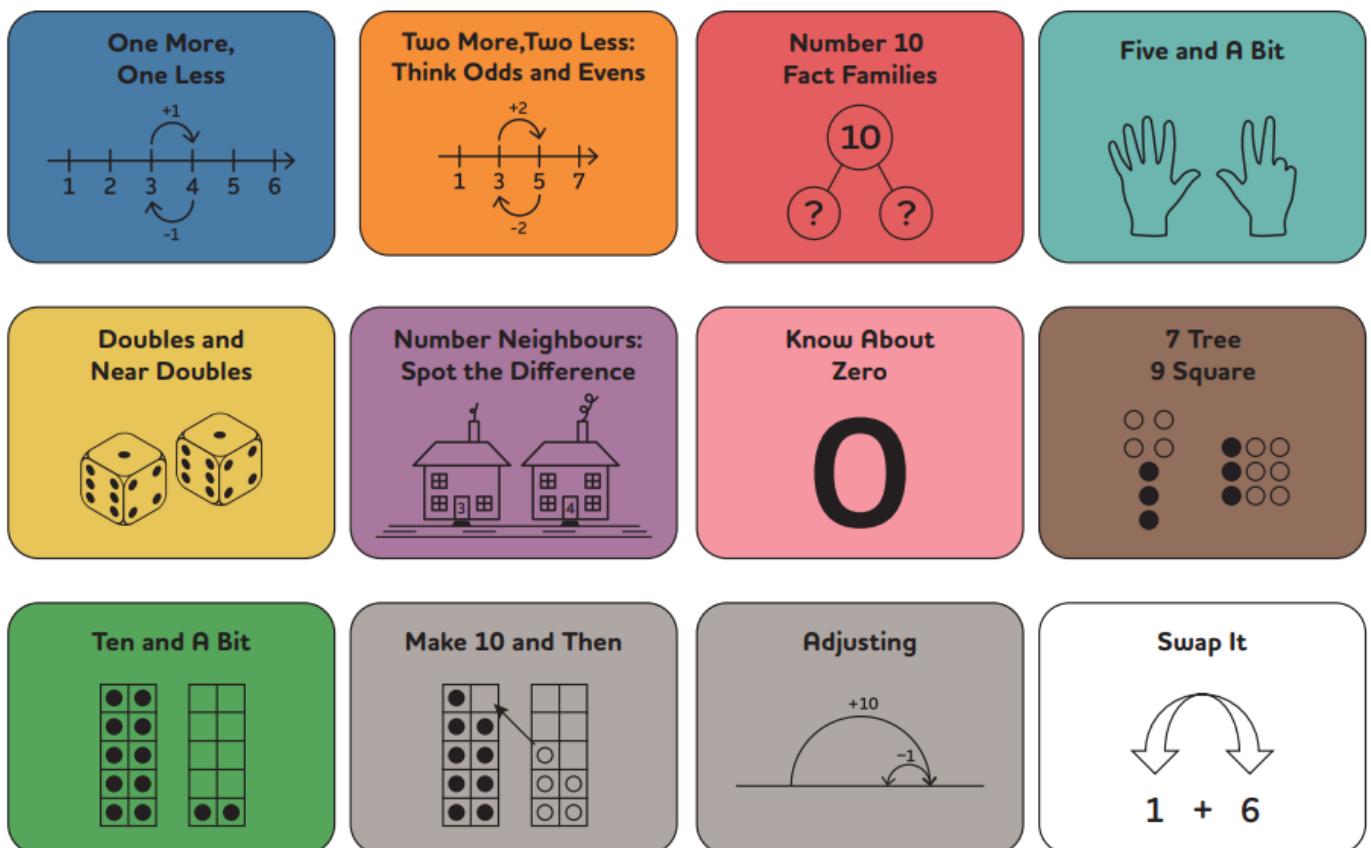 One More,
One Less
+1
1 2 3 4 5 6
-1
Two More,Two Less:
Think Odds and Evens
+2
1 3 5 7
-2
Number 10
Fact Families
10
? ?
Five and A Bit
Doubles and
Near Doubles
Number Neighbours:
Spot the Difference
3 4
Know About
Zero
0
7 Tree
9 Square
Ten and A Bit
Make 10 and Then
Adjusting
+10
−1
Swap It
1 + 6